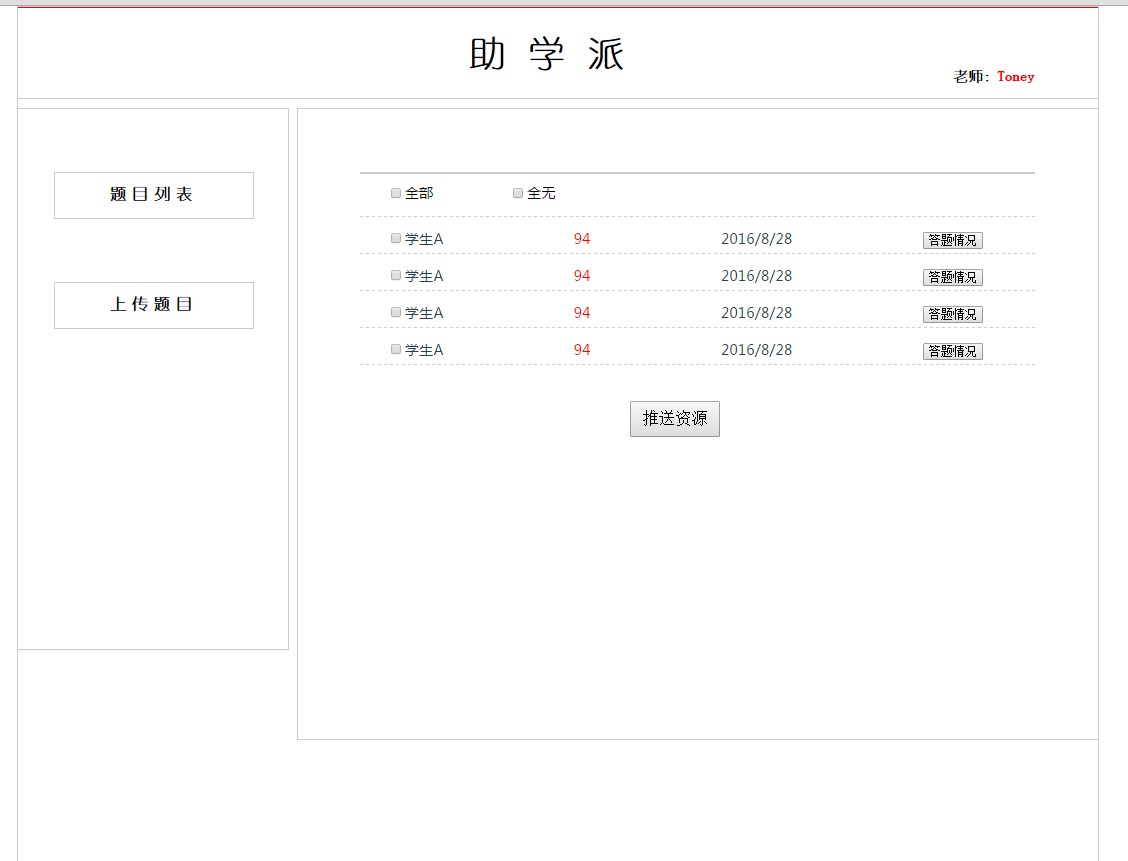 助 学 派
老师: Toney
题目列表
上传题目
全部 全无
学生A 94 2016/8/28 答题情况
学生A 94 2016/8/28 答题情况
学生A 94 2016/8/28 答题情况
学生A 94 2016/8/28 答题情况
推送资源